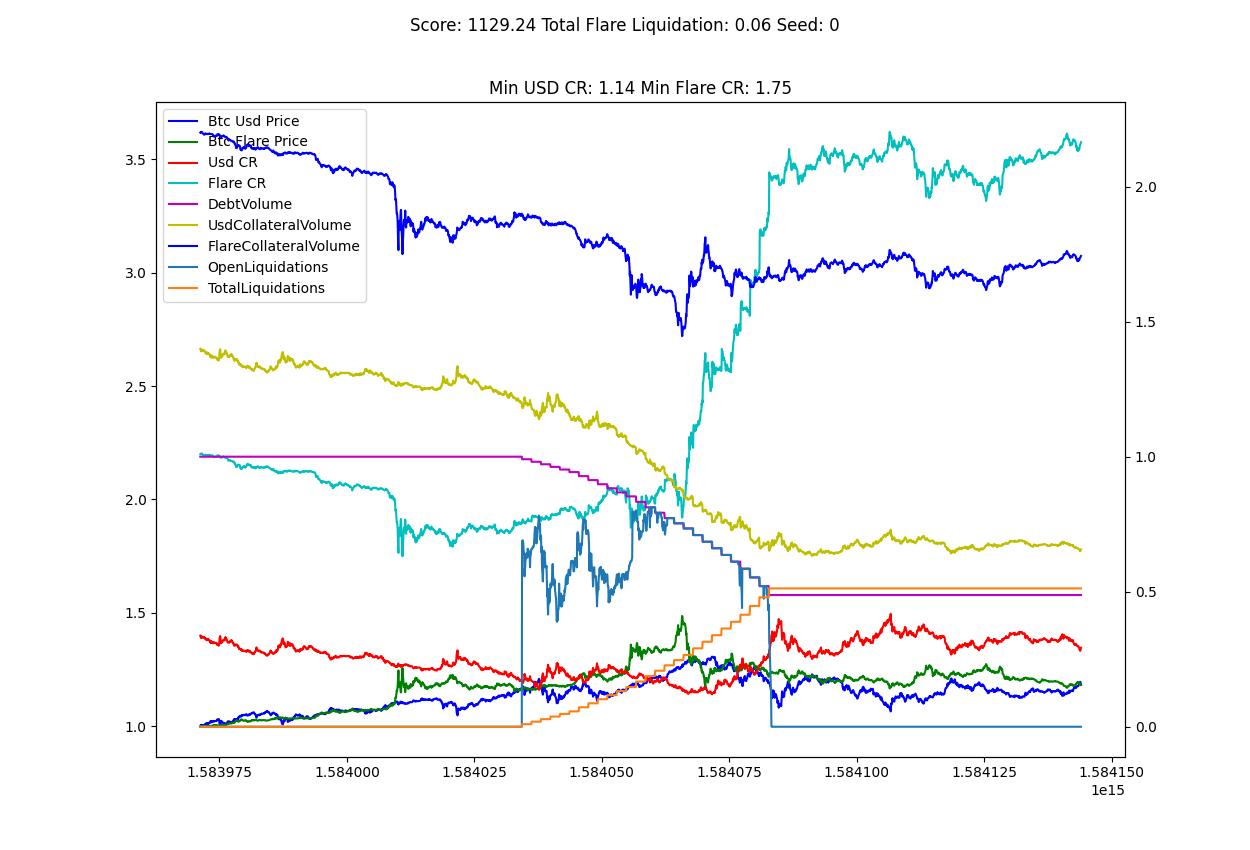 Score: 1129.24 Total Flare Liquidation: 0.06 Seed: 0
Min USD CR: 1.14 Min Flare CR: 1.75
Btc Usd Price
Btc Flare Price
Usd CR
Flare CR
DebtVolume
UsdCollateralVolume
FlareCollateralVolume
OpenLiquidations
TotalLiquidations
3.5
3.0
2.5
2.0
1.5
1.0
2.0
1.5
1.0
0.5
0.0
1.583975 1.584000 1.584025 1.584050 1.584075 1.584100 1.584125 1.584150
1e15